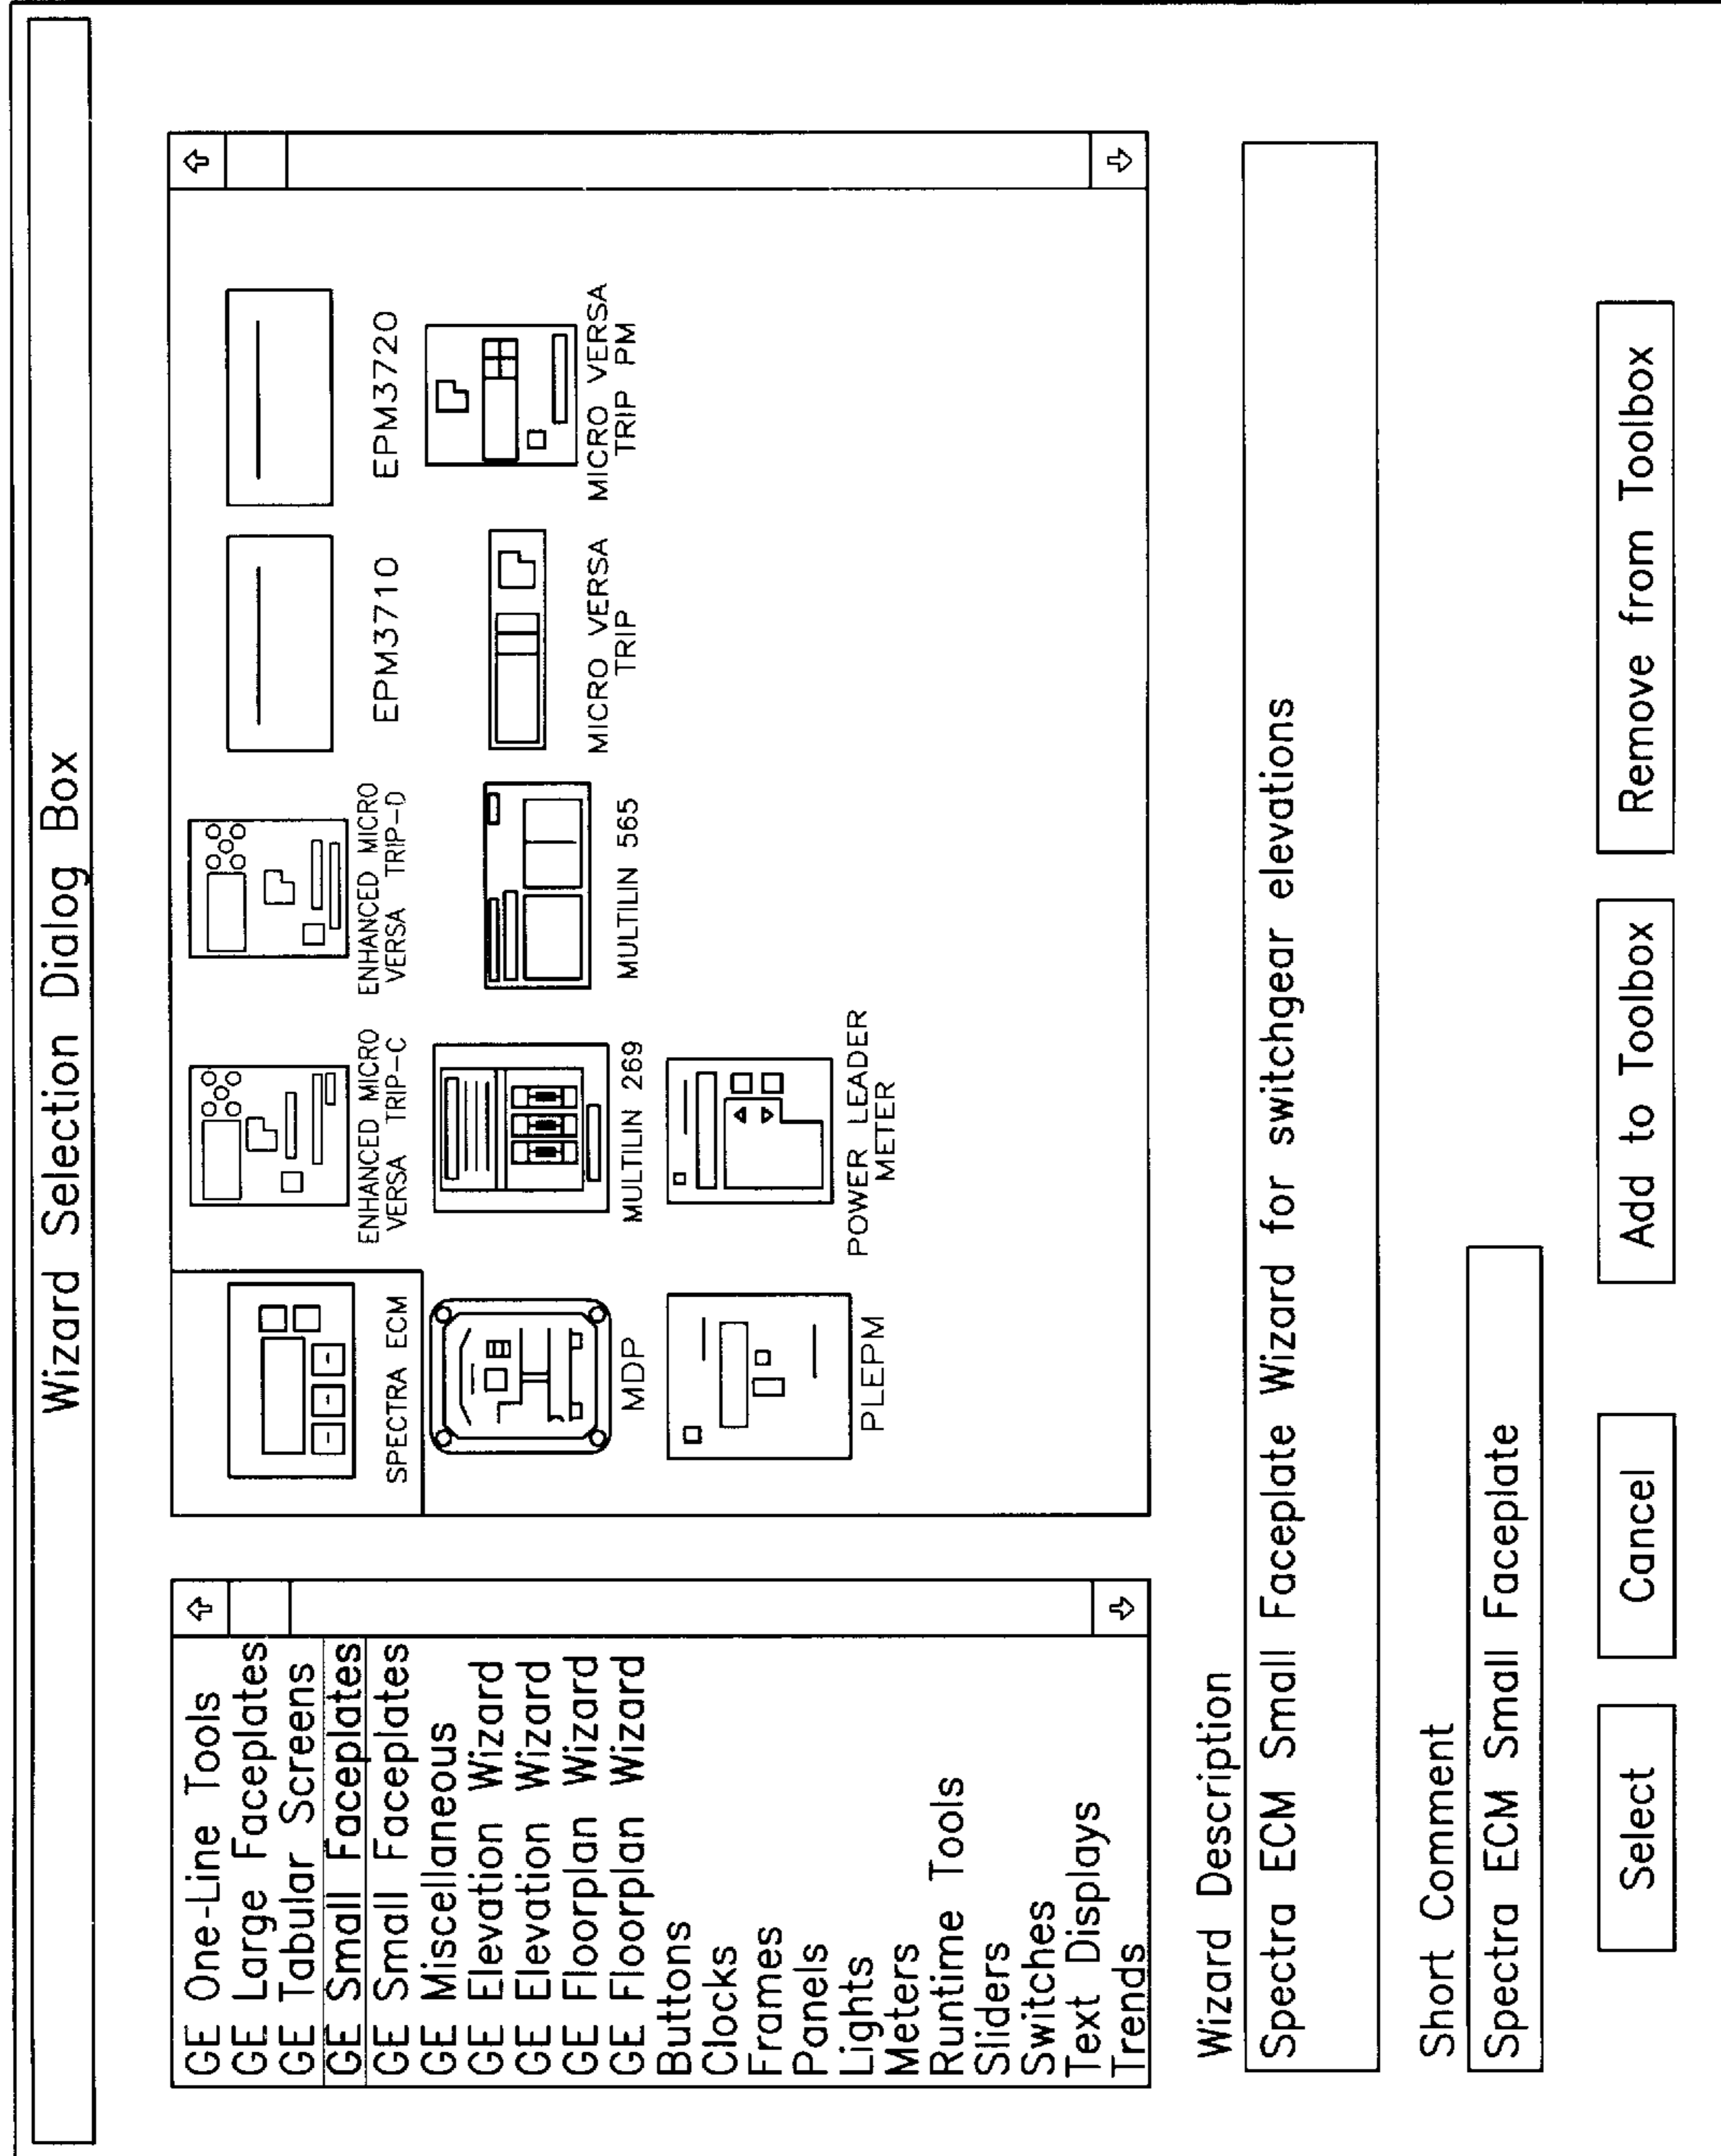 Wizard Selection Dialog Box
GE One-Line Tools
GE Large Faceplates
GE Tabular Screens
GE Small Faceplates
GE Small Faceplates
GE Miscellaneous
GE Elevation Wizard
GE Elevation Wizard
GE Floorplan Wizard
GE Floorplan Wizard
Buttons
Clocks
Frames
Panels
Lights
Meters
Runtime Tools
Sliders
Switches
Text Displays
Trends
SPECTRA ECM
ENHANCED MICRO
VERSA TRIP-C
ENHANCED MICRO
VERSA TRIP-D
EPM3710
EPM3720
MDP
MULTILIN 269
MULTILIN 565
MICRO VERSA
TRIP
MICRO VERSA
TRIP PM
PLEPM
POWER LEADER
METER
Wizard Description
Spectra ECM Small Faceplate Wizard for switchgear elevations
Short Comment
Spectra ECM Small Faceplate
Select
Cancel
Add to Toolbox
Remove from Toolbox